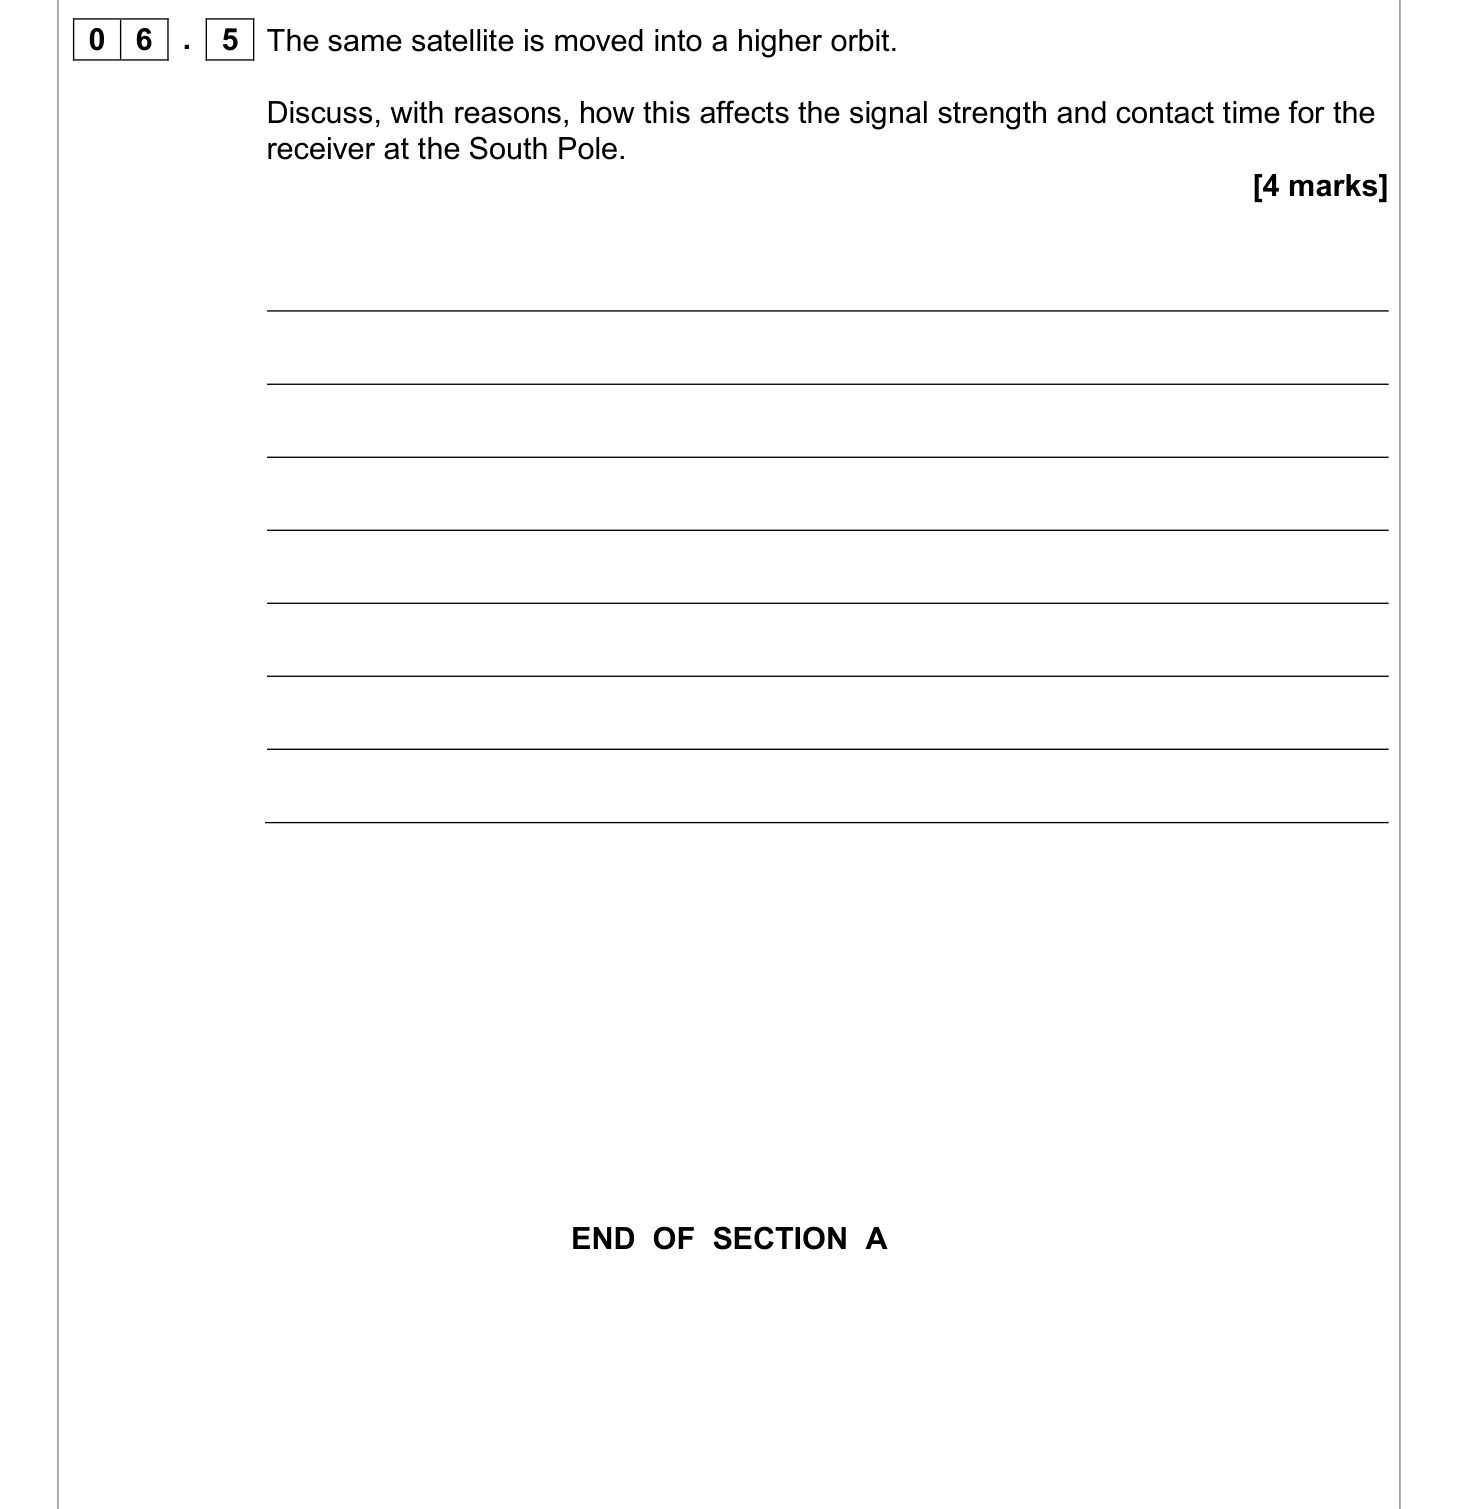 0 6 . 5 The same satellite is moved into a higher orbit.
Discuss, with reasons, how this affects the signal strength and contact time for the
receiver at the South Pole.
[4 marks]
END OF SECTION A